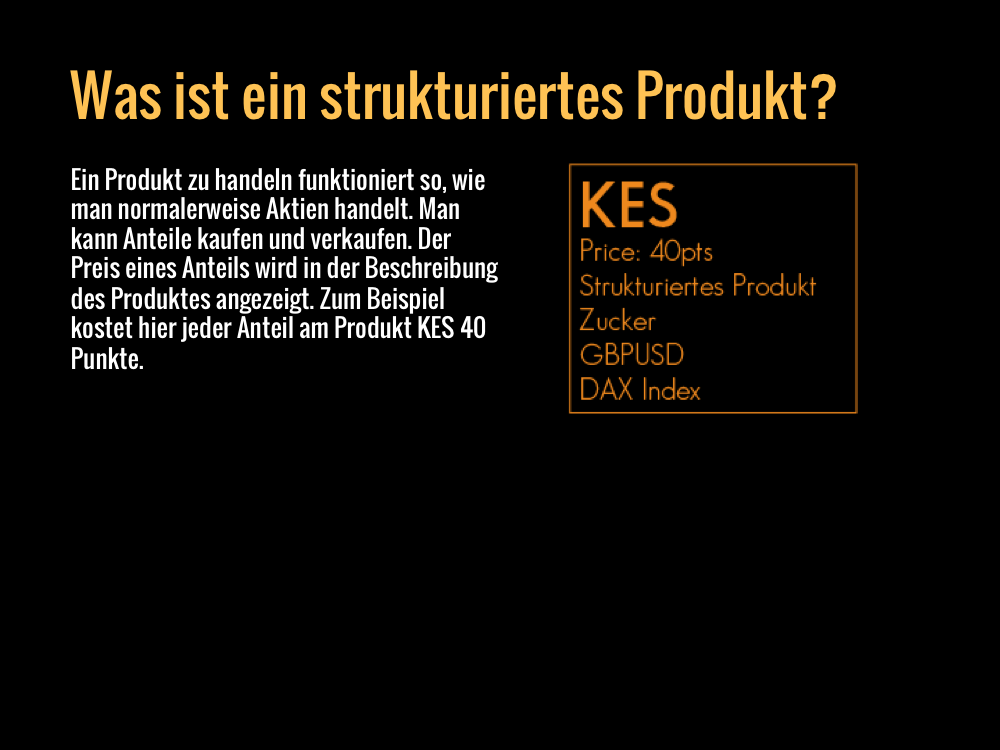 Was ist ein strukturiertes Produkt?
Ein Produkt zu handeln funktioniert so, wie
man normalerweise Aktien handelt. Man
kann Anteile kaufen und verkaufen. Der
Preis eines Anteils wird in der Beschreibung
des Produktes angezeigt. Zum Beispiel
kostet hier jeder Anteil am Produkt KES 40
Punkte.
KES
Price: 40pts
Strukturiertes Produkt
Zucker
GBPUSD
DAX Index